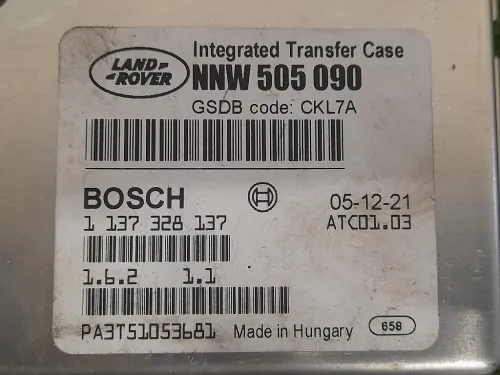 LAND ROVER
Integrated Transfer Case
NNW 505 090
GSDB code: CKL7A
BOSCH
05-12-21
1 137 328 137
ATC01.03
1.6.2 1.1
PA3T51053681
Made in Hungary
658